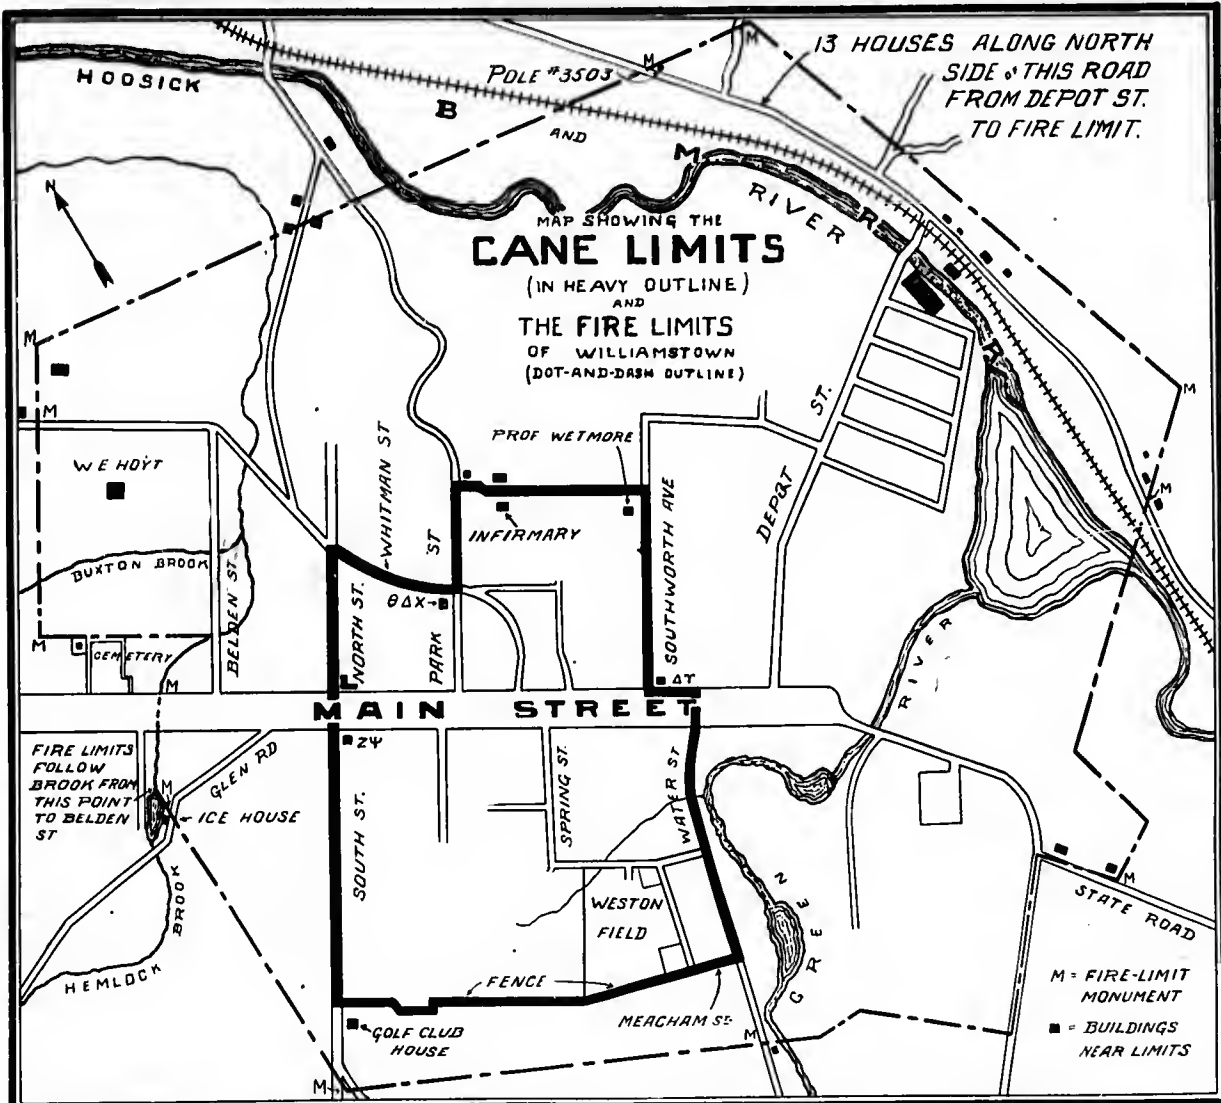 13 HOUSES ALONG NORTH
SIDE of THIS ROAD
FROM DEPOT ST.
TO FIRE LIMIT.
HOOSICK
POLE #3503
M
M
B
AND
M
R
R
RIVER
N
MAP SHOWING THE
CANE LIMITS
(IN HEAVY OUTLINE)
AND
THE FIRE LIMITS
OF WILLIAMSTOWN
(DOT-AND-DASH OUTLINE)
M
M
M
W E HOYT
WHITMAN ST
PROF WETMORE
DEPOT ST.
M
INFIRMARY
SOUTHWORTH AVE
BUXTON BROOK
BELDEN ST.
NORTH ST.
PARK ST
ΘΔΧ
M
CEMETERY
M
ΔΥ
RIVER
MAIN STREET
ΖΨ
FIRE LIMITS
FOLLOW
BROOK FROM
THIS POINT
TO BELDEN
ST
M
GLEN RD
ICE HOUSE
SOUTH ST.
SPRING ST.
WATER ST
HEMLOCK BROOK
WESTON
FIELD
GREEN
M
STATE ROAD
FENCE
MEACHAM ST.
GOLF CLUB
HOUSE
M
M
M = FIRE-LIMIT
MONUMENT
= BUILDINGS
NEAR LIMITS